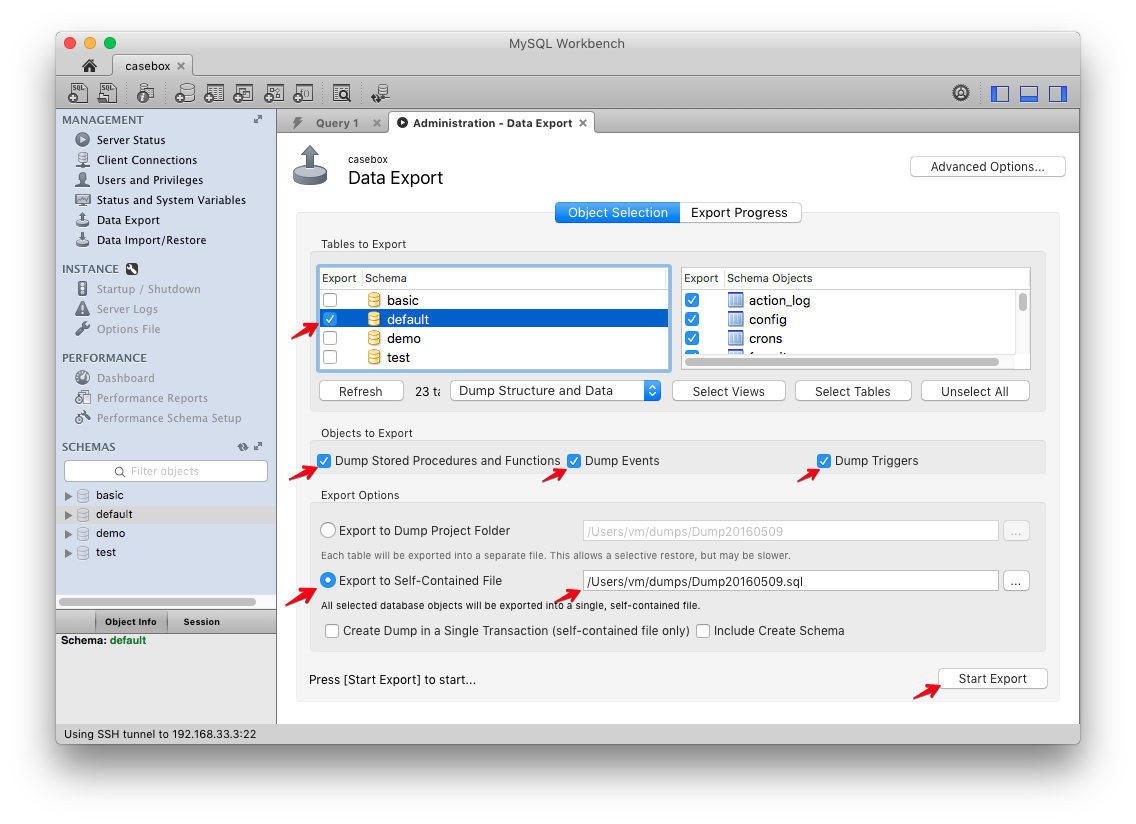 MySQL Workbench
casebox
MANAGEMENT
Server Status
Client Connections
Users and Privileges
Status and System Variables
Data Export
Data Import/Restore
INSTANCE
Startup / Shutdown
Server Logs
Options File
PERFORMANCE
Dashboard
Performance Reports
Performance Schema Setup
SCHEMAS
Filter objects
basic
default
demo
test
Object Info Session
Schema: default
Query 1 Administration - Data Export
casebox
Data Export
Advanced Options...
Object Selection Export Progress
Tables to Export
Export Schema
basic
default
demo
test
Export Schema Objects
action_log
config
crons
Refresh 23 ta Dump Structure and Data Select Views Select Tables Unselect All
Objects to Export
Dump Stored Procedures and Functions Dump Events Dump Triggers
Export Options
Export to Dump Project Folder /Users/vm/dumps/Dump20160509 ...
Each table will be exported into a separate file. This allows a selective restore, but may be slower.
Export to Self-Contained File /Users/vm/dumps/Dump20160509.sql ...
All selected database objects will be exported into a single, self-contained file.
Create Dump in a Single Transaction (self-contained file only) Include Create Schema
Press [Start Export] to start... Start Export
Using SSH tunnel to 192.168.33.3:22